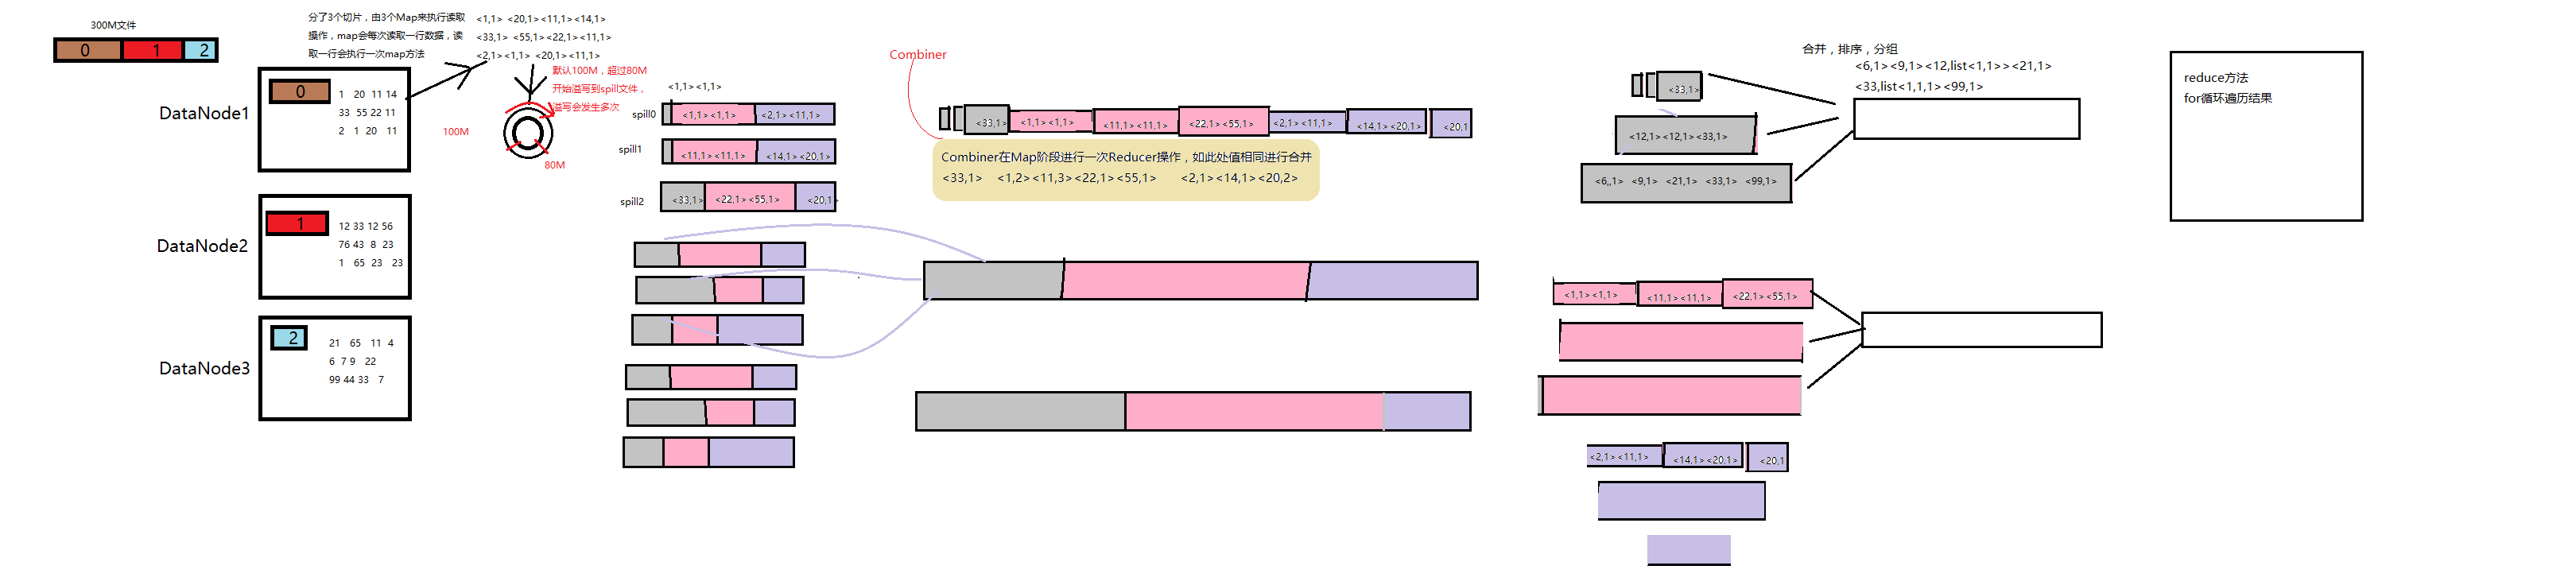 300M文件
0 1 2
分了3个切片，由3个Map来执行读取
操作，map会每次读取一行数据，读
取一行会执行一次map方法
<1,1> <20,1><11,1><14,1>
<33,1> <55,1><22,1><11,1>
<2,1><1,1> <20,1><11,1>
DataNode1
0
1 20 11 14
33 55 22 11
2 1 20 11
默认100M，超过80M
开始溢写到spill文件，
溢写会发生多次
100M
80M
<1,1><1,1>
spill0
<1,1><1,1> <2,1><11,1>
spill1
<11,1><11,1> <14,1><20,1>
spill2
<33,1> <22,1><55,1> <20,1>
Combiner
<33,1> <1,1><1,1> <11,1><11,1> <22,1><55,1> <2,1><11,1> <14,1><20,1> <20,1
Combiner在Map阶段进行一次Reducer操作，如此处值相同进行合并
<33,1> <1,2><11,3><22,1><55,1> <2,1><14,1><20,2>
合并，排序，分组
<6,1><9,1><12,list<1,1>><21,1>
<33,list<1,1,1><99,1>
<33,1>
<12,1><12,1><33,1>
<6,,1> <9,1> <21,1> <33,1> <99,1>
reduce方法
for循环遍历结果
DataNode2
1
12 33 12 56
76 43 8 23
1 65 23 23
DataNode3
2
21 65 11 4
6 7 9 22
99 44 33 7
<1,1><1,1> <11,1><11,1> <22,1><55,1>
<2,1><11,1> <14,1><20,1> <20,1